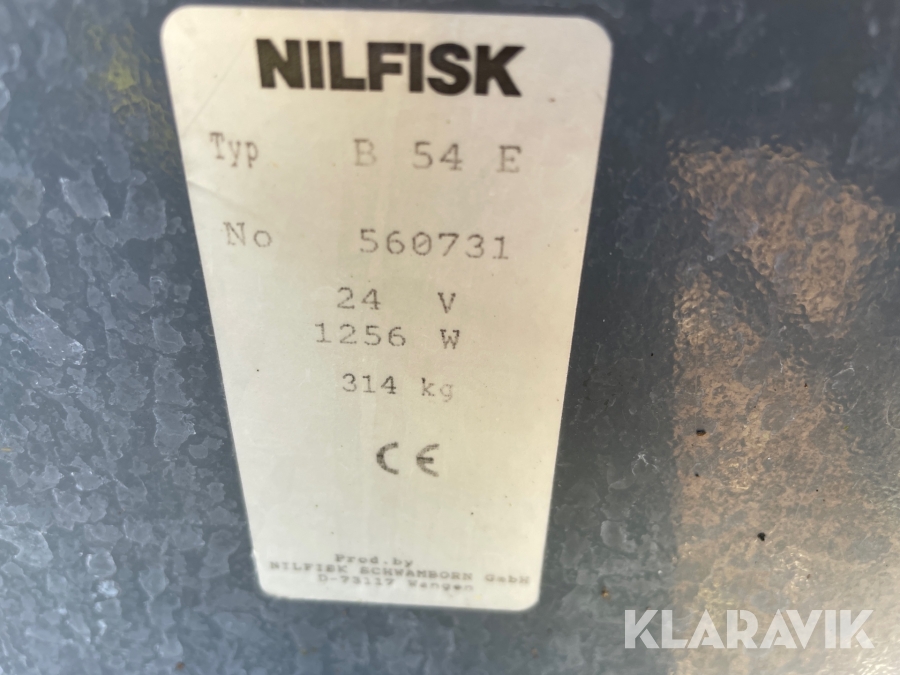 NILFISK
Typ B 54 E
No 560731
24 V
1256 W
314 kg
CE
Prod.by
NILFISK SCHWAMBORN GmbH
D-73117 Wangen
KLARAVIK